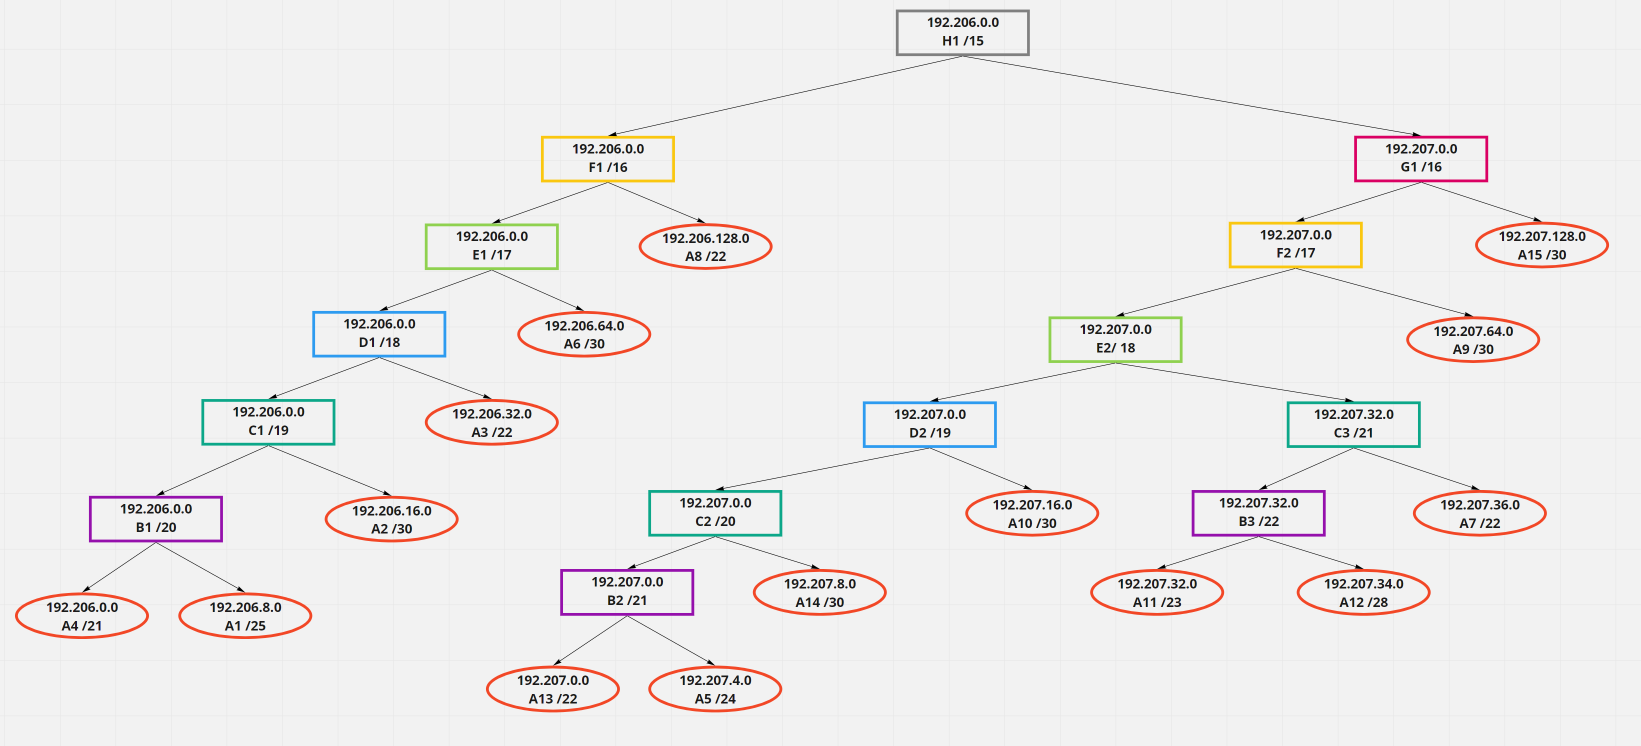 192.206.0.0
H1 /15
192.206.0.0
F1 /16
192.207.0.0
G1 /16
192.206.0.0
E1 /17
192.206.128.0
A8 /22
192.207.0.0
F2 /17
192.207.128.0
A15 /30
192.206.0.0
D1 /18
192.206.64.0
A6 /30
192.207.0.0
E2/ 18
192.207.64.0
A9 /30
192.206.0.0
C1 /19
192.206.32.0
A3 /22
192.207.0.0
D2 /19
192.207.32.0
C3 /21
192.206.0.0
B1 /20
192.206.16.0
A2 /30
192.207.0.0
C2 /20
192.207.16.0
A10 /30
192.207.32.0
B3 /22
192.207.36.0
A7 /22
192.206.0.0
A4 /21
192.206.8.0
A1 /25
192.207.0.0
B2 /21
192.207.8.0
A14 /30
192.207.32.0
A11 /23
192.207.34.0
A12 /28
192.207.0.0
A13 /22
192.207.4.0
A5 /24